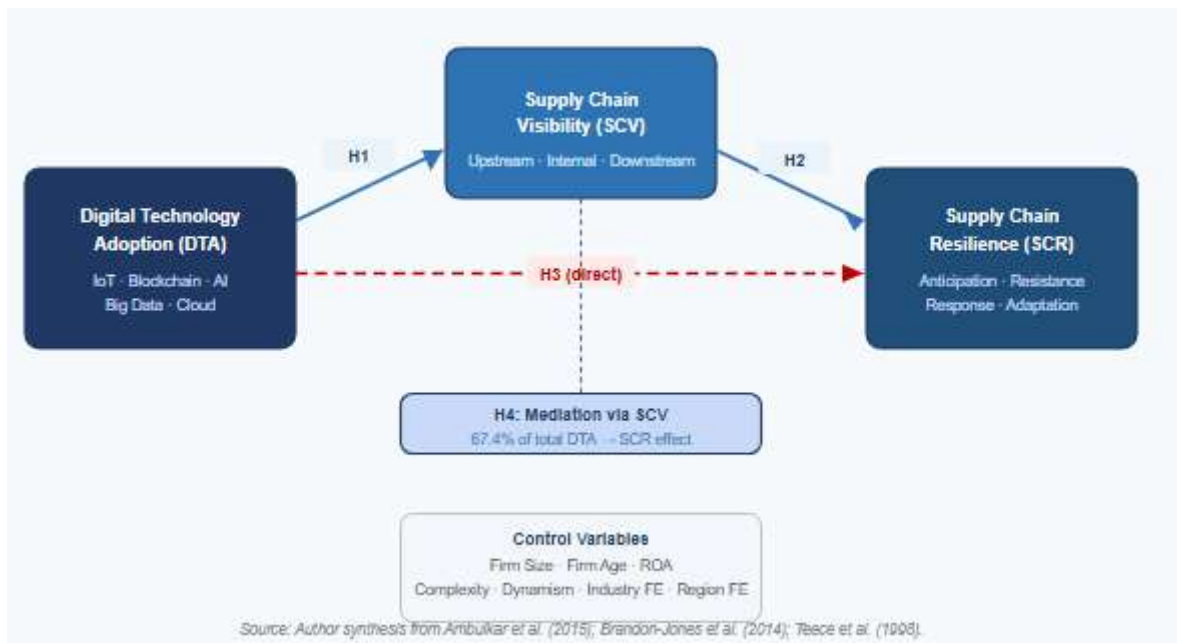 Supply Chain
Visibility (SCV)
Upstream · Internal · Downstream
H1
H2
Digital Technology
Adoption (DTA)
IoT · Blockchain · AI
Big Data · Cloud
H3 (direct)
Supply Chain
Resilience (SCR)
Anticipation · Resistance
Response · Adaptation
H4: Mediation via SCV
67.4% of total DTA → SCR effect
Control Variables
Firm Size · Firm Age · ROA
Complexity · Dynamism · Industry FE · Region FE
Source: Author synthesis from Ambulkar et al. (2015); Brandon-Jones et al. (2014); Teece et al. (1998).